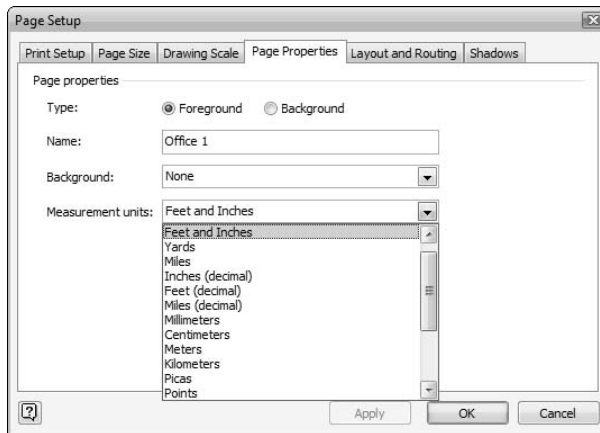 Page Setup
Print Setup Page Size Drawing Scale Page Properties Layout and Routing Shadows
Page properties
Type: Foreground Background
Name: Office 1
Background: None
Measurement units: Feet and Inches
Feet and Inches
Yards
Miles
Inches (decimal)
Feet (decimal)
Miles (decimal)
Millimeters
Centimeters
Meters
Kilometers
Picas
Points
? Apply OK Cancel